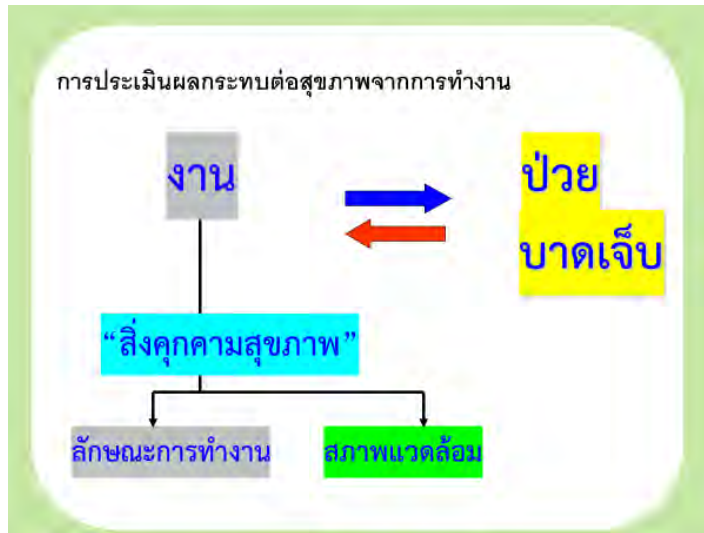 การประเมินผลกระทบต่อสุขภาพจากการทำงาน
งาน
ป่วย
บาดเจ็บ
“สิ่งคุกคามสุขภาพ”
ลักษณะการทำงาน
สภาพแวดล้อม